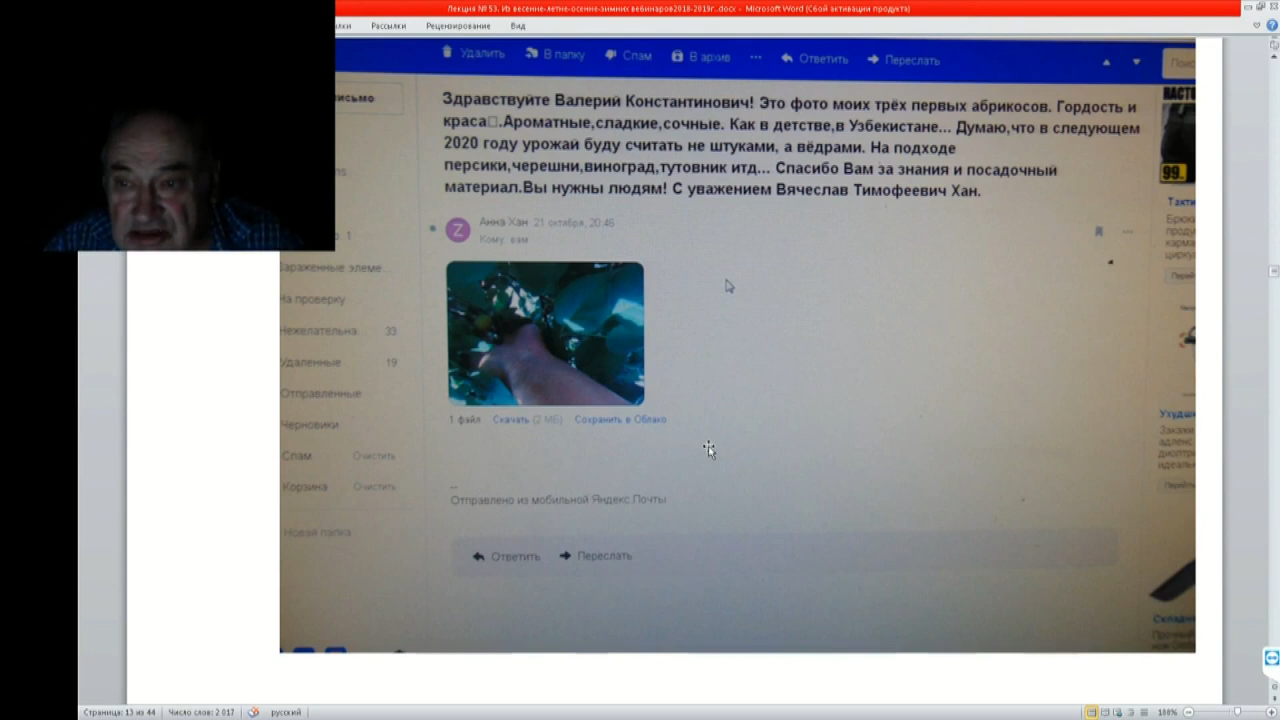 Лекция № 53. Из весенне-летне-осенне-зимних вебинаров2018-2019г..docx - Microsoft Word (Сбой активации продукта)
Рассылки Рецензирование Вид
Удалить В папку Спам В архив Ответить Переслать
Здравствуйте Валерий Константинович! Это фото моих трёх первых абрикосов. Гордость и
краса□.Ароматные,сладкие,сочные. Как в детстве,в Узбекистане... Думаю,что в следующем
2020 году урожай буду считать не штуками, а вёдрами. На подходе
персики,черешни,виноград,тутовник итд... Спасибо Вам за знания и посадочный
материал.Вы нужны людям! С уважением Вячеслав Тимофеевич Хан.
Z
Анна Хан 21 октября, 20:46
Кому: вам
1 файл Скачать (2 МБ) Сохранить в Облако
--
Отправлено из мобильной Яндекс.Почты
Ответить Переслать
На проверку
Нежелательна... 33
Удаленные 19
Отправленные
Черновики
Спам Очистить
Корзина Очистить
Новая папка
99.
Страница: 13 из 44 Число слов: 2 017 русский 188%